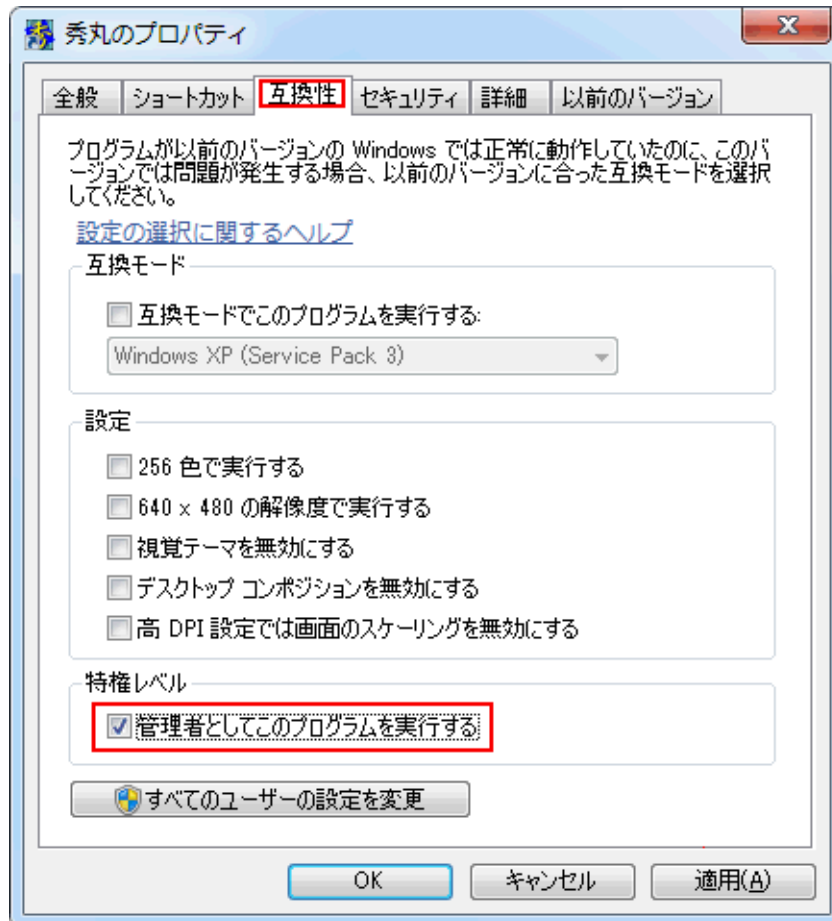 秀丸のプロパティ
全般 ショートカット 互換性 セキュリティ 詳細 以前のバージョン
プログラムが以前のバージョンの Windows では正常に動作していたのに、このバ
ージョンでは問題が発生する場合、以前のバージョンに合った互換モードを選択
してください。
設定の選択に関するヘルプ
互換モード
互換モードでこのプログラムを実行する:
Windows XP (Service Pack 3)
設定
256 色で実行する
640 x 480 の解像度で実行する
視覚テーマを無効にする
デスクトップ コンポジションを無効にする
高 DPI 設定では画面のスケーリングを無効にする
特権レベル
管理者としてこのプログラムを実行する
すべてのユーザーの設定を変更
OK キャンセル 適用(A)